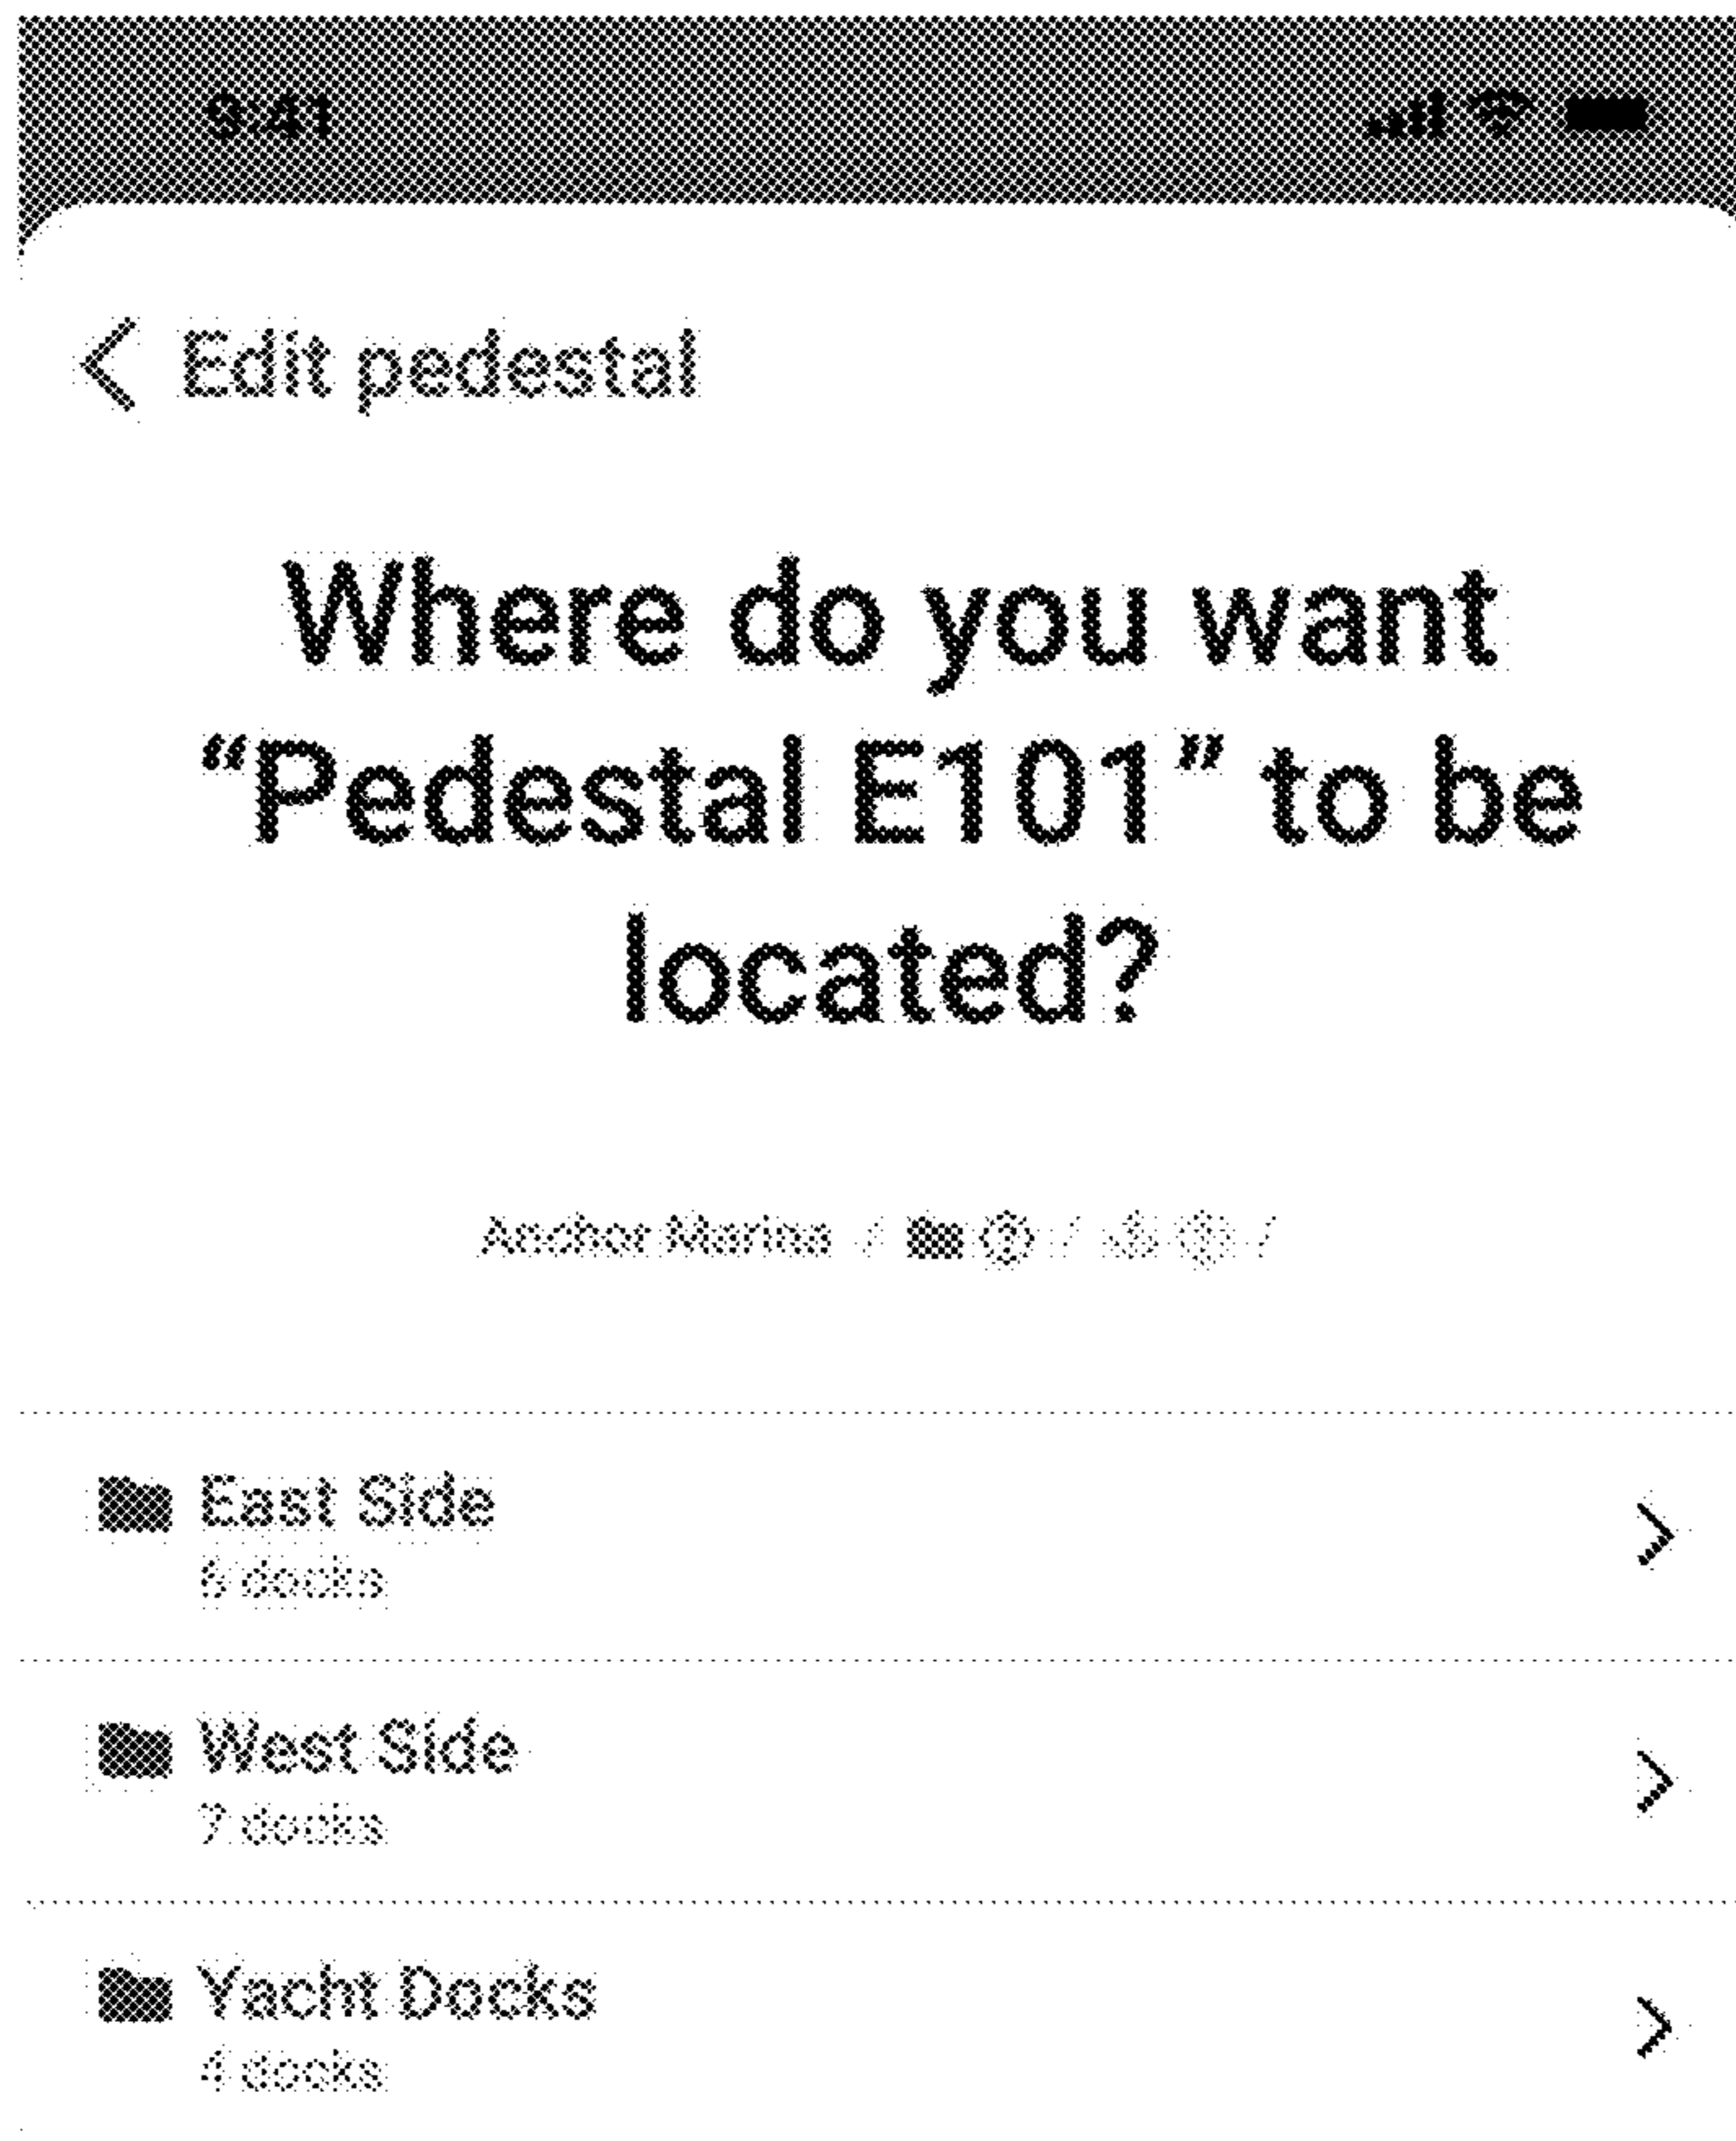 9:41
Edit pedestal
Where do you want
“Pedestal E101” to be
located?
Anchor Marina / ? / ? /
East Side
6 docks
West Side
7 docks
Yacht Docks
4 docks